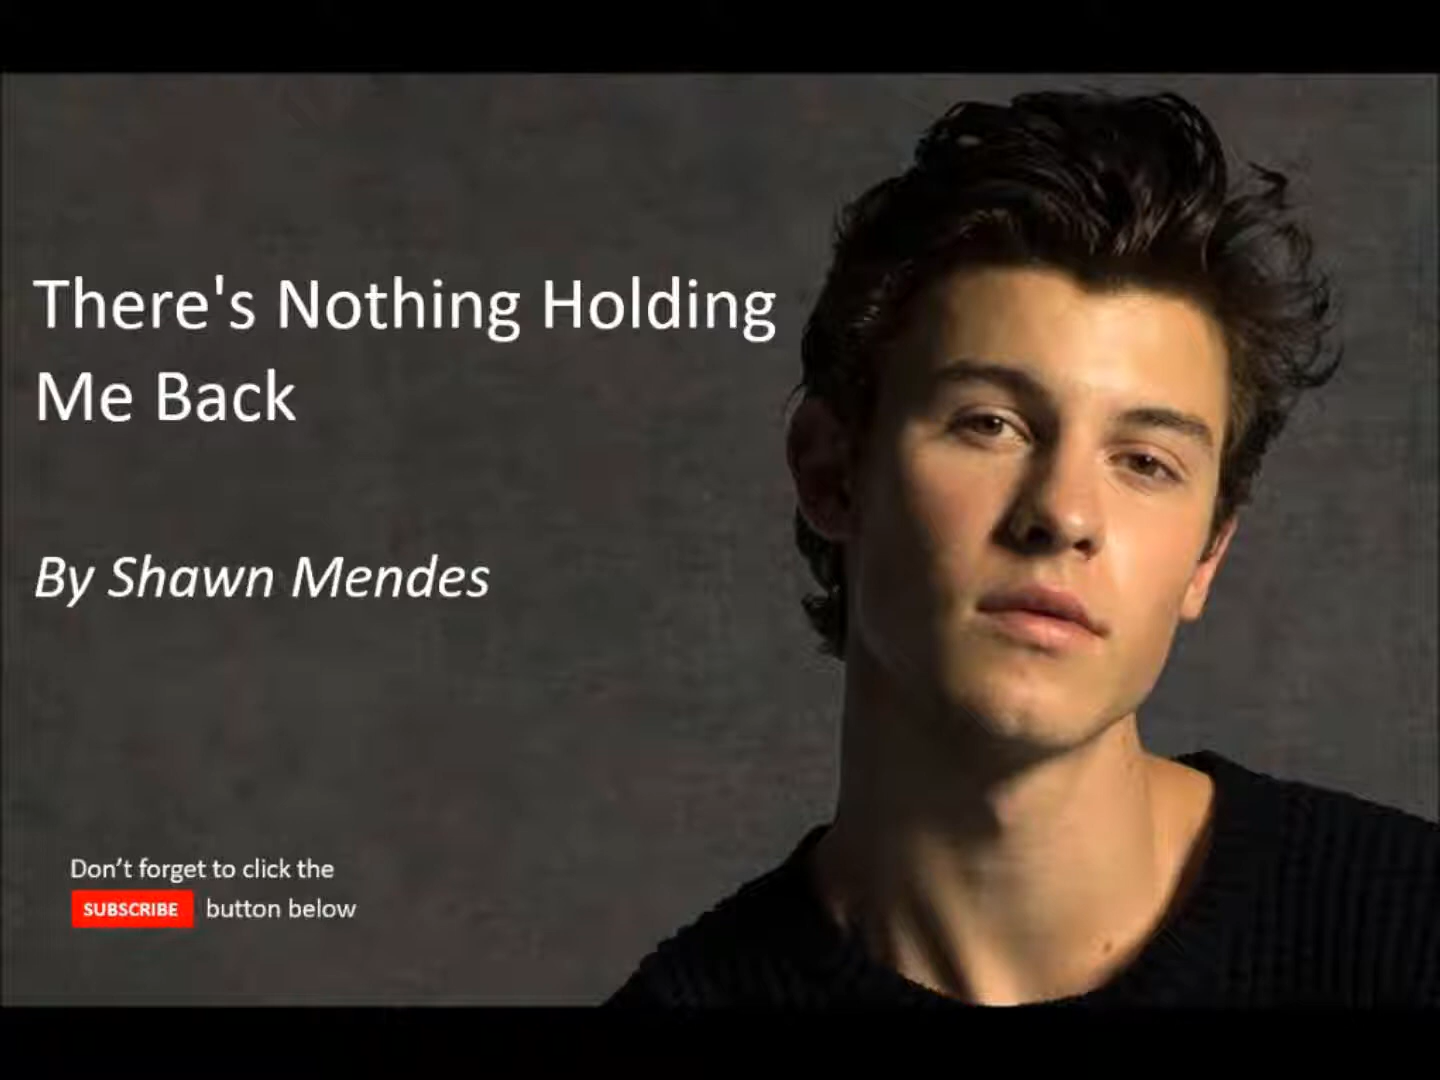 There's Nothing Holding
Me Back
By Shawn Mendes
Don’t forget to click the
SUBSCRIBE button below